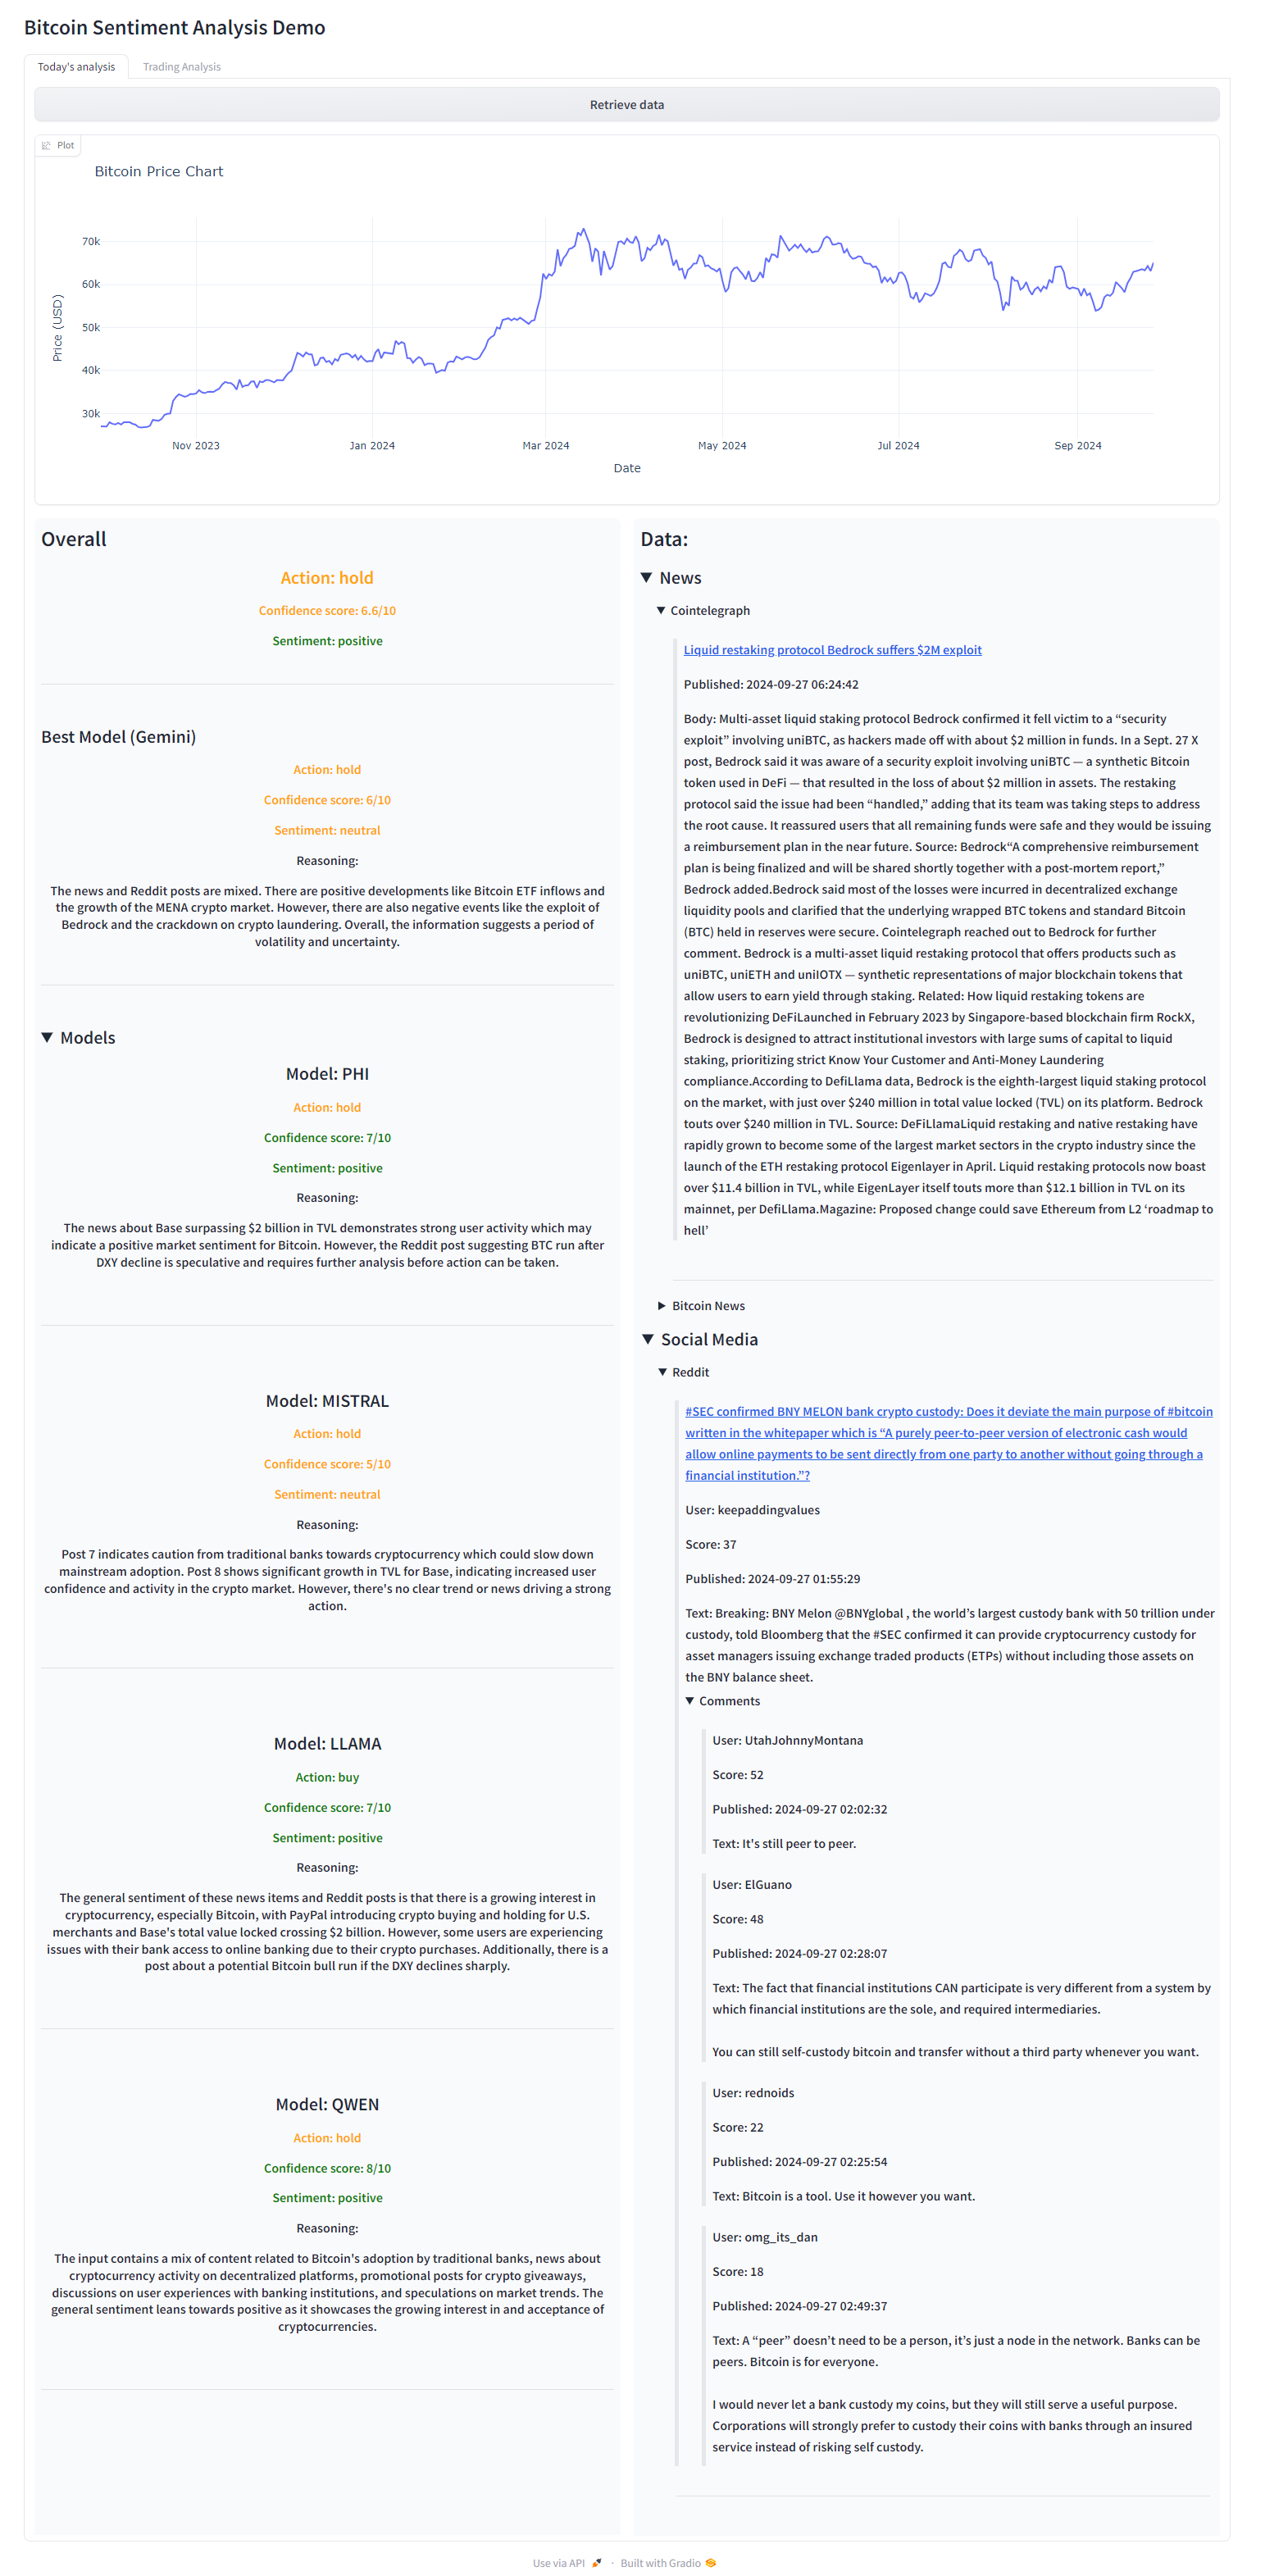 Bitcoin Sentiment Analysis Demo
Today's analysis
Trading Analysis
Retrieve data
Plot
Bitcoin Price Chart
70k
60k
50k
40k
30k
Price (USD)
Nov 2023
Jan 2024
Mar 2024
May 2024
Jul 2024
Sep 2024
Date
Overall
Action: hold
Confidence score: 6.6/10
Sentiment: positive
Best Model (Gemini)
Action: hold
Confidence score: 6/10
Sentiment: neutral
Reasoning:
The news and Reddit posts are mixed. There are positive developments like Bitcoin ETF inflows and
the growth of the MENA crypto market. However, there are also negative events like the exploit of
Bedrock and the crackdown on crypto laundering. Overall, the information suggests a period of
volatility and uncertainty.
Models
Model: PHI
Action: hold
Confidence score: 7/10
Sentiment: positive
Reasoning:
The news about Base surpassing $2 billion in TVL demonstrates strong user activity which may
indicate a positive market sentiment for Bitcoin. However, the Reddit post suggesting BTC run after
DXY decline is speculative and requires further analysis before action can be taken.
Model: MISTRAL
Action: hold
Confidence score: 5/10
Sentiment: neutral
Reasoning:
Post 7 indicates caution from traditional banks towards cryptocurrency which could slow down
mainstream adoption. Post 8 shows significant growth in TVL for Base, indicating increased user
confidence and activity in the crypto market. However, there's no clear trend or news driving a strong
action.
Model: LLAMA
Action: buy
Confidence score: 7/10
Sentiment: positive
Reasoning:
The general sentiment of these news items and Reddit posts is that there is a growing interest in
cryptocurrency, especially Bitcoin, with PayPal introducing crypto buying and holding for U.S.
merchants and Base's total value locked crossing $2 billion. However, some users are experiencing
issues with their bank access to online banking due to their crypto purchases. Additionally, there is a
post about a potential Bitcoin bull run if the DXY declines sharply.
Model: QWEN
Action: hold
Confidence score: 8/10
Sentiment: positive
Reasoning:
The input contains a mix of content related to Bitcoin's adoption by traditional banks, news about
cryptocurrency activity on decentralized platforms, promotional posts for crypto giveaways,
discussions on user experiences with banking institutions, and speculations on market trends. The
general sentiment leans towards positive as it showcases the growing interest in and acceptance of
cryptocurrencies.
Data:
News
Cointelegraph
Liquid restaking protocol Bedrock suffers $2M exploit
Published: 2024-09-27 06:24:42
Body: Multi-asset liquid staking protocol Bedrock confirmed it fell victim to a “security
exploit” involving uniBTC, as hackers made off with about $2 million in funds. In a Sept. 27 X
post, Bedrock said it was aware of a security exploit involving uniBTC — a synthetic Bitcoin
token used in DeFi — that resulted in the loss of about $2 million in assets. The restaking
protocol said the issue had been “handled,” adding that its team was taking steps to address
the root cause. It reassured users that all remaining funds were safe and they would be issuing
a reimbursement plan in the near future. Source: Bedrock“A comprehensive reimbursement
plan is being finalized and will be shared shortly together with a post-mortem report,”
Bedrock added.Bedrock said most of the losses were incurred in decentralized exchange
liquidity pools and clarified that the underlying wrapped BTC tokens and standard Bitcoin
(BTC) held in reserves were secure. Cointelegraph reached out to Bedrock for further
comment. Bedrock is a multi-asset liquid restaking protocol that offers products such as
uniBTC, uniETH and uniIOTX — synthetic representations of major blockchain tokens that
allow users to earn yield through staking. Related: How liquid restaking tokens are
revolutionizing DeFiLaunched in February 2023 by Singapore-based blockchain firm RockX,
Bedrock is designed to attract institutional investors with large sums of capital to liquid
staking, prioritizing strict Know Your Customer and Anti-Money Laundering
compliance.According to DefiLlama data, Bedrock is the eighth-largest liquid staking protocol
on the market, with just over $240 million in total value locked (TVL) on its platform. Bedrock
touts over $240 million in TVL. Source: DeFiLlamaLiquid restaking and native restaking have
rapidly grown to become some of the largest market sectors in the crypto industry since the
launch of the ETH restaking protocol Eigenlayer in April. Liquid restaking protocols now boast
over $11.4 billion in TVL, while EigenLayer itself touts more than $12.1 billion in TVL on its
mainnet, per DefiLlama.Magazine: Proposed change could save Ethereum from L2 ‘roadmap to
hell’
Bitcoin News
Social Media
Reddit
#SEC confirmed BNY MELON bank crypto custody: Does it deviate the main purpose of #bitcoin
written in the whitepaper which is “A purely peer-to-peer version of electronic cash would
allow online payments to be sent directly from one party to another without going through a
financial institution.”?
User: keepaddingvalues
Score: 37
Published: 2024-09-27 01:55:29
Text: Breaking: BNY Melon @BNYglobal , the world’s largest custody bank with 50 trillion under
custody, told Bloomberg that the #SEC confirmed it can provide cryptocurrency custody for
asset managers issuing exchange traded products (ETPs) without including those assets on
the BNY balance sheet.
Comments
User: UtahJohnnyMontana
Score: 52
Published: 2024-09-27 02:02:32
Text: It's still peer to peer.
User: ElGuano
Score: 48
Published: 2024-09-27 02:28:07
Text: The fact that financial institutions CAN participate is very different from a system by
which financial institutions are the sole, and required intermediaries.
You can still self-custody bitcoin and transfer without a third party whenever you want.
User: rednoids
Score: 22
Published: 2024-09-27 02:25:54
Text: Bitcoin is a tool. Use it however you want.
User: omg_its_dan
Score: 18
Published: 2024-09-27 02:49:37
Text: A “peer” doesn’t need to be a person, it’s just a node in the network. Banks can be
peers. Bitcoin is for everyone.
I would never let a bank custody my coins, but they will still serve a useful purpose.
Corporations will strongly prefer to custody their coins with banks through an insured
service instead of risking self custody.
Use via API · Built with Gradio